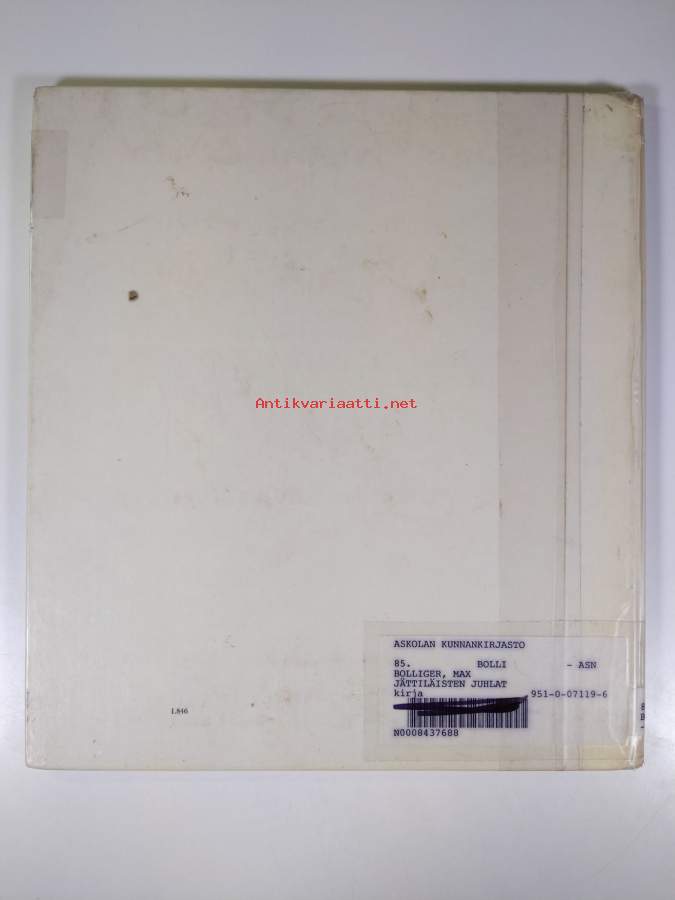 Antikvariaatti.net
ASKOLAN KUNNANKIRJASTO
85. BOLLI - ASN
BOLLIGER, MAX
JÄTTILÄISTEN JUHLAT
kirja 951-0-07119-6
N0008437688
1.846
8
B
-